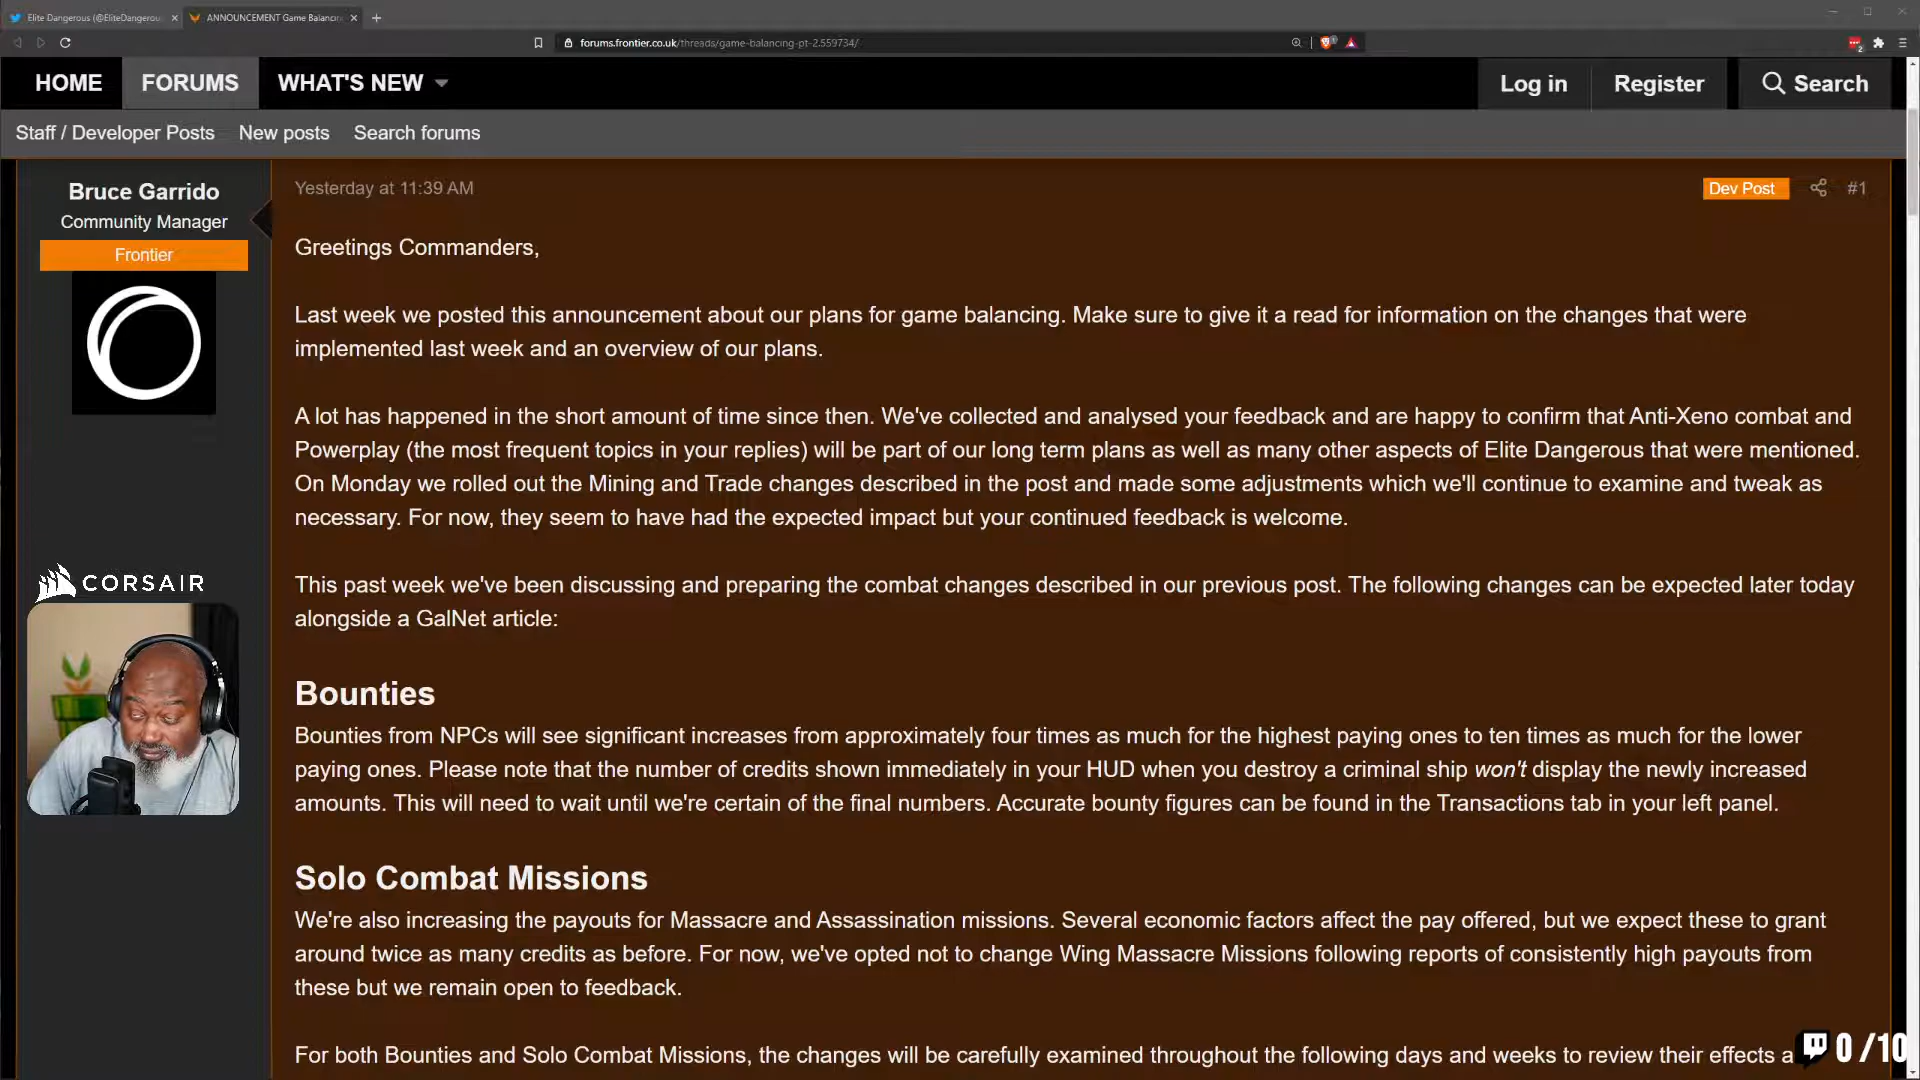 Elite Dangerous (@EliteDangerou
ANNOUNCEMENT Game Balancin
forums.frontier.co.uk/threads/game-balancing-pt-2.559734/
HOME
FORUMS
WHAT'S NEW
Log in
Register
Search
Staff / Developer Posts
New posts
Search forums
Bruce Garrido
Community Manager
Frontier
Yesterday at 11:39 AM
Dev Post
#1
Greetings Commanders,
Last week we posted this announcement about our plans for game balancing. Make sure to give it a read for information on the changes that were
implemented last week and an overview of our plans.
A lot has happened in the short amount of time since then. We've collected and analysed your feedback and are happy to confirm that Anti-Xeno combat and
Powerplay (the most frequent topics in your replies) will be part of our long term plans as well as many other aspects of Elite Dangerous that were mentioned.
On Monday we rolled out the Mining and Trade changes described in the post and made some adjustments which we'll continue to examine and tweak as
necessary. For now, they seem to have had the expected impact but your continued feedback is welcome.
This past week we've been discussing and preparing the combat changes described in our previous post. The following changes can be expected later today
alongside a GalNet article:
Bounties
Bounties from NPCs will see significant increases from approximately four times as much for the highest paying ones to ten times as much for the lower
paying ones. Please note that the number of credits shown immediately in your HUD when you destroy a criminal ship won't display the newly increased
amounts. This will need to wait until we're certain of the final numbers. Accurate bounty figures can be found in the Transactions tab in your left panel.
Solo Combat Missions
We're also increasing the payouts for Massacre and Assassination missions. Several economic factors affect the pay offered, but we expect these to grant
around twice as many credits as before. For now, we've opted not to change Wing Massacre Missions following reports of consistently high payouts from
these but we remain open to feedback.
For both Bounties and Solo Combat Missions, the changes will be carefully examined throughout the following days and weeks to review their effects a
CORSAIR
0 /10